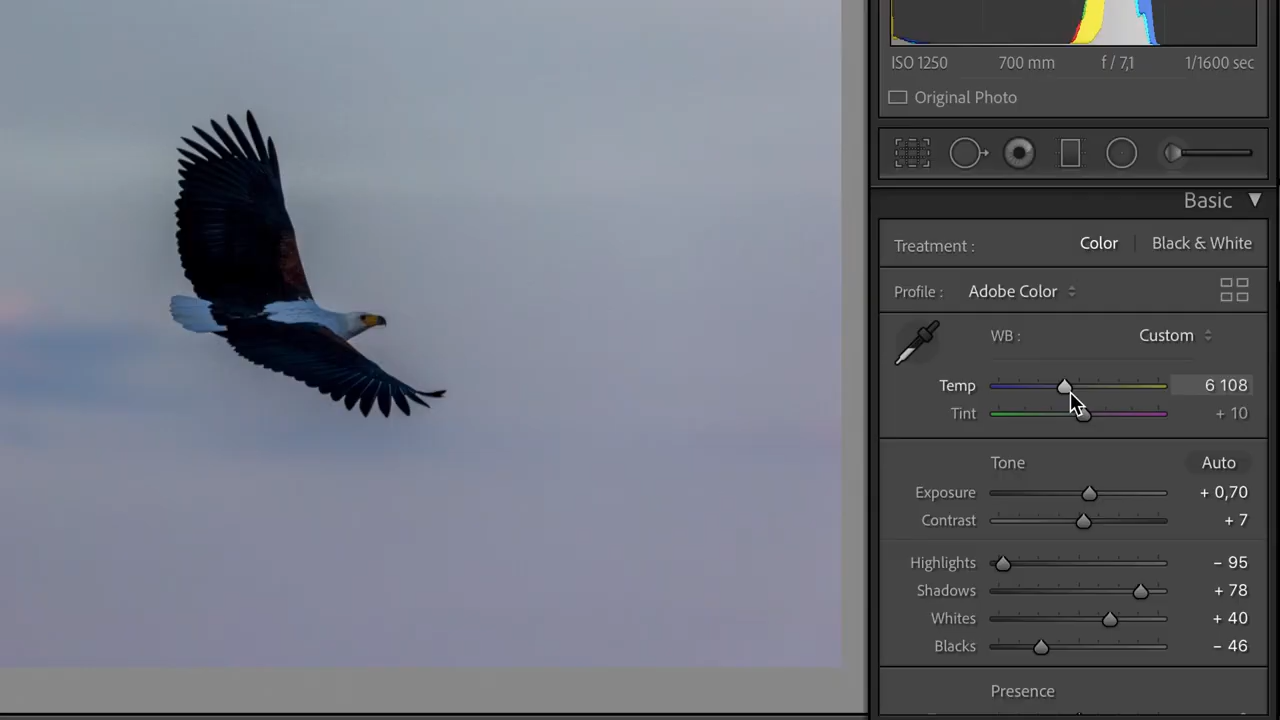 ISO 1250 700 mm f / 7,1 1/1600 sec
Original Photo
Basic
Treatment : Color Black & White
Profile : Adobe Color
WB : Custom
Temp 6 108
Tint + 10
Tone Auto
Exposure + 0,70
Contrast + 7
Highlights − 95
Shadows + 78
Whites + 40
Blacks − 46
Presence